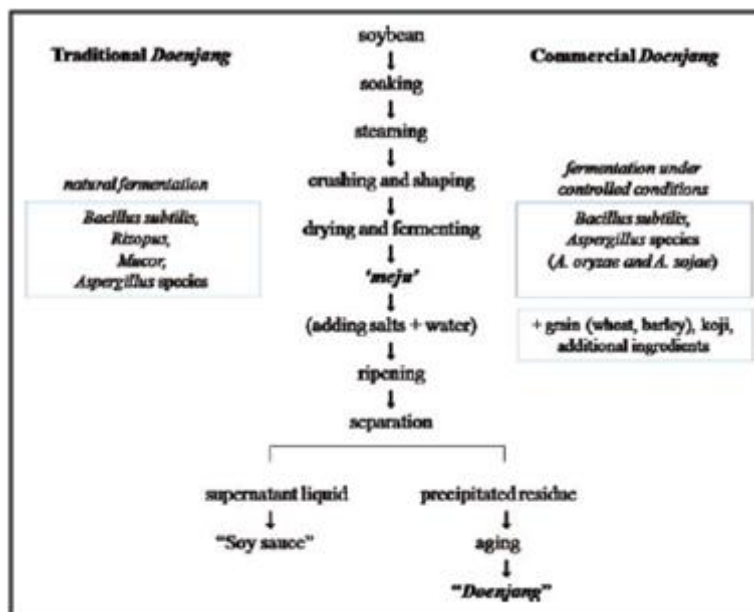 Traditional Doenjang
natural fermentation
Bacillus subtilis,
Rizopus,
Mucor,
Aspergillus species
soybean
soaking
steaming
crushing and shaping
drying and fermenting
'meju'
(adding salts + water)
ripening
separation
Commercial Doenjang
fermentation under
controlled conditions
Bacillus subtilis,
Aspergillus species
(A. oryzae and A. sojae)
+ grain (wheat, barley), koji,
additional ingredients
supernatant liquid
"Soy sauce"
precipitated residue
aging
"Doenjang"